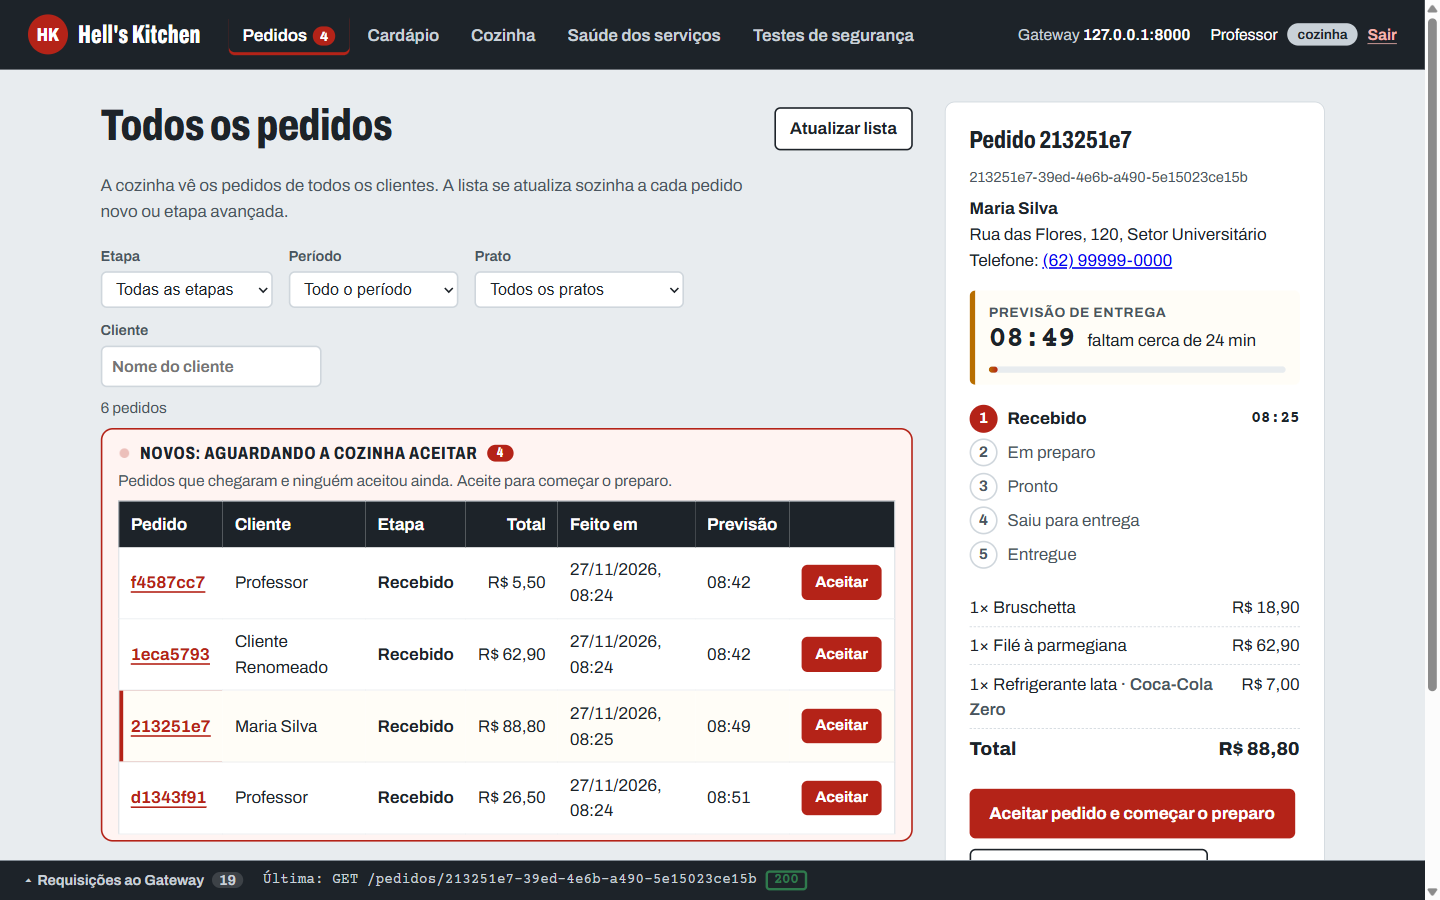 HK Hell's Kitchen Pedidos 4 Cardápio Cozinha Saúde dos serviços Testes de segurança Gateway 127.0.0.1:8000 Professor cozinha Sair
Todos os pedidos
Atualizar lista
A cozinha vê os pedidos de todos os clientes. A lista se atualiza sozinha a cada pedido
novo ou etapa avançada.
Etapa Período Prato
Todas as etapas Todo o período Todos os pratos
Cliente
Nome do cliente
6 pedidos
NOVOS: AGUARDANDO A COZINHA ACEITAR 4
Pedidos que chegaram e ninguém aceitou ainda. Aceite para começar o preparo.
Pedido Cliente Etapa Total Feito em Previsão
f4587cc7 Professor Recebido R$ 5,50 27/11/2026, 08:42 Aceitar
08:24
1eca5793 Cliente Recebido R$ 62,90 27/11/2026, 08:42 Aceitar
Renomeado 08:24
213251e7 Maria Silva Recebido R$ 88,80 27/11/2026, 08:49 Aceitar
08:25
d1343f91 Professor Recebido R$ 26,50 27/11/2026, 08:51 Aceitar
08:24
Pedido 213251e7
213251e7-39ed-4e6b-a490-5e15023ce15b
Maria Silva
Rua das Flores, 120, Setor Universitário
Telefone: (62) 99999-0000
PREVISÃO DE ENTREGA
08:49 faltam cerca de 24 min
1 Recebido 08:25
2 Em preparo
3 Pronto
4 Saiu para entrega
5 Entregue
1× Bruschetta R$ 18,90
1× Filé à parmegiana R$ 62,90
1× Refrigerante lata · Coca-Cola R$ 7,00
Zero
Total R$ 88,80
Aceitar pedido e começar o preparo
Requisições ao Gateway 19 Última: GET /pedidos/213251e7-39ed-4e6b-a490-5e15023ce15b 200